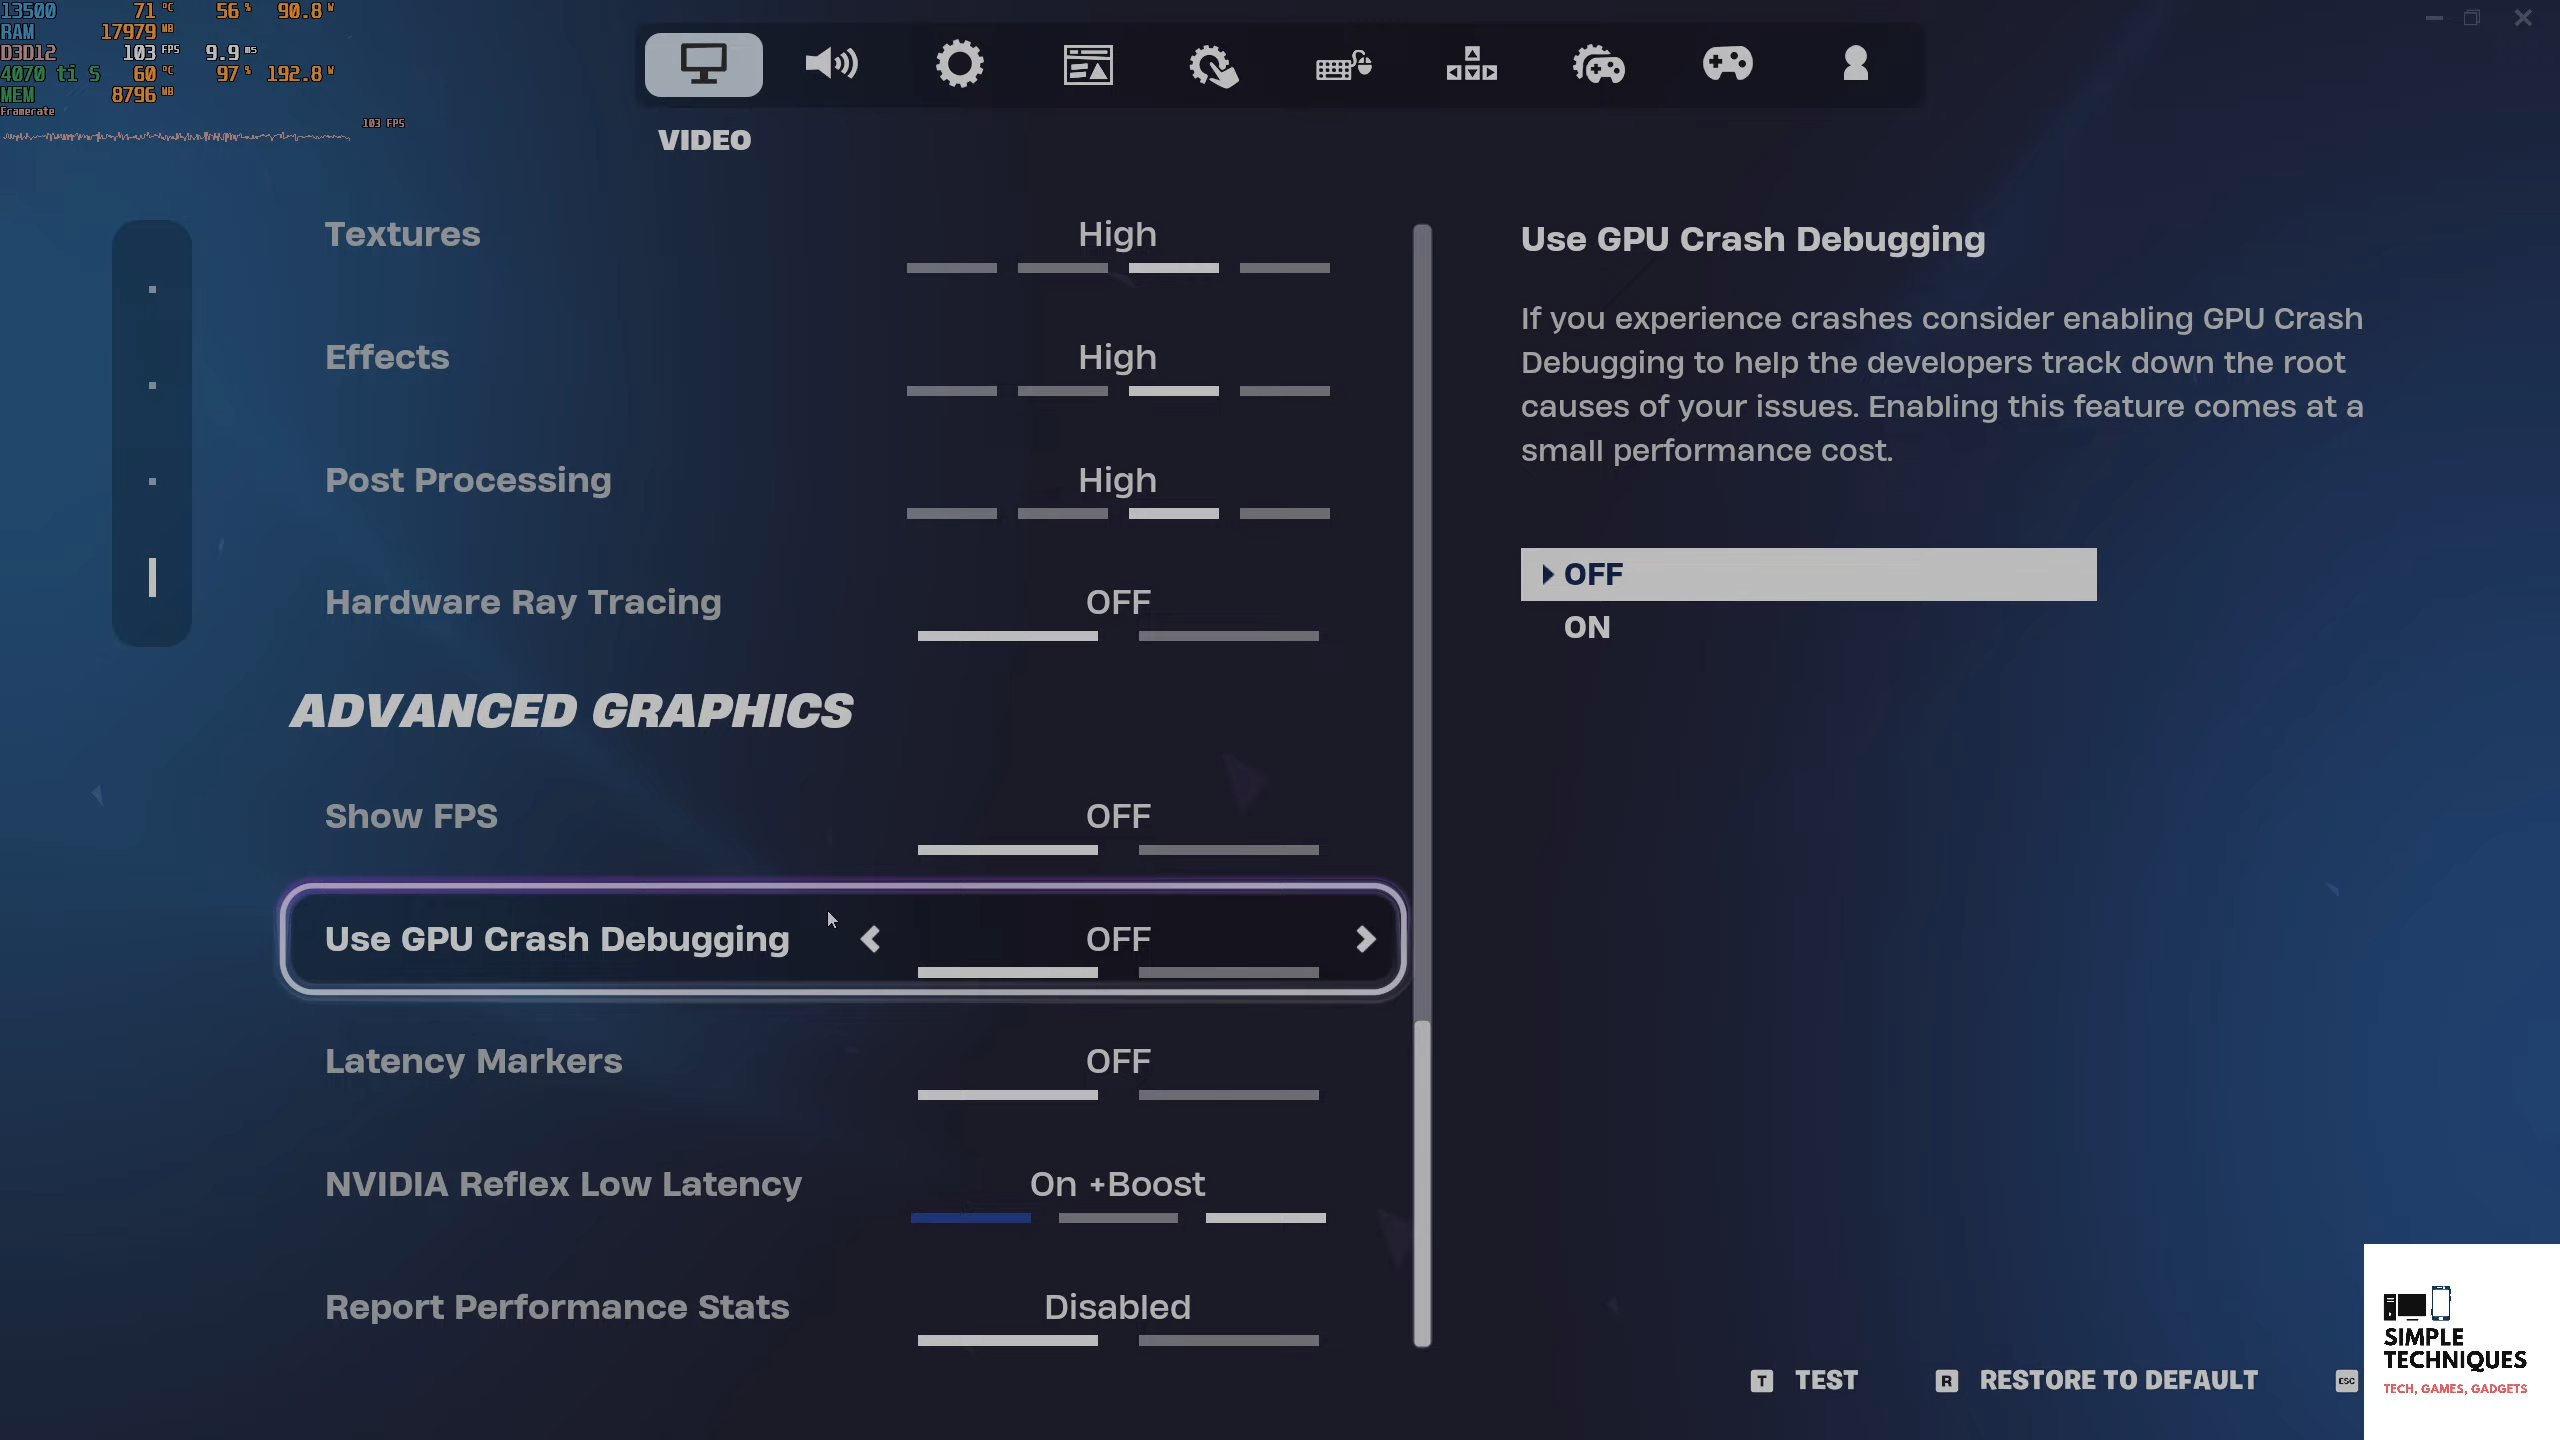 13500 71 °C 56 % 90.8 W
RAM 17979 MB
D3D12 103 FPS 9.9 ms
4070 ti S 60 °C 97 % 192.8 W
MEM 8796 MB
Framerate
103 FPS
VIDEO
Textures High
Effects High
Post Processing High
Hardware Ray Tracing OFF
ADVANCED GRAPHICS
Show FPS OFF
Use GPU Crash Debugging OFF
Latency Markers OFF
NVIDIA Reflex Low Latency On +Boost
Report Performance Stats Disabled
Use GPU Crash Debugging
If you experience crashes consider enabling GPU Crash
Debugging to help the developers track down the root
causes of your issues. Enabling this feature comes at a
small performance cost.
OFF
ON
T TEST R RESTORE TO DEFAULT ESC
SIMPLE
TECHNIQUES
TECH, GAMES, GADGETS